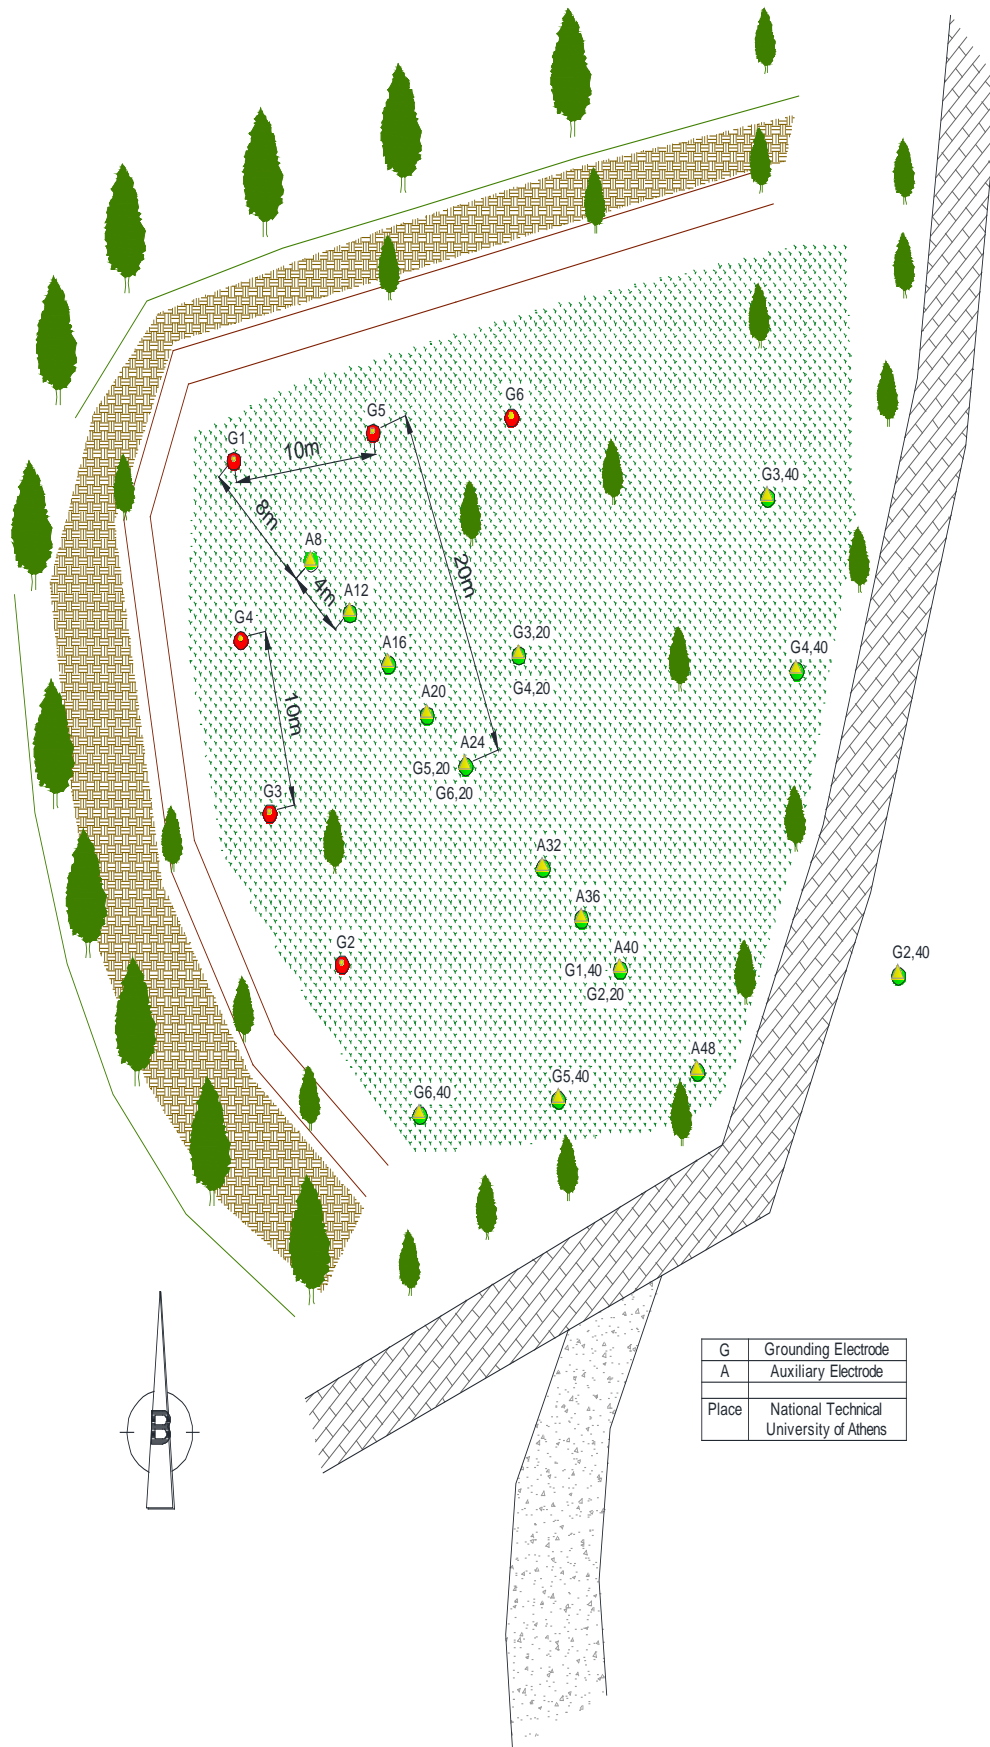 G6
G5
G1
10m
G3,40
8m
20m
A8
4m
A12
G4
G3,20
A16
G4,40
G4,20
A20
10m
A24
G5,20
G6,20
G3
A32
A36
G2
A40
G2,40
G1,40
G2,20
A48
G5,40
G6,40
B
G Grounding Electrode
A Auxiliary Electrode
Place National Technical
University of Athens